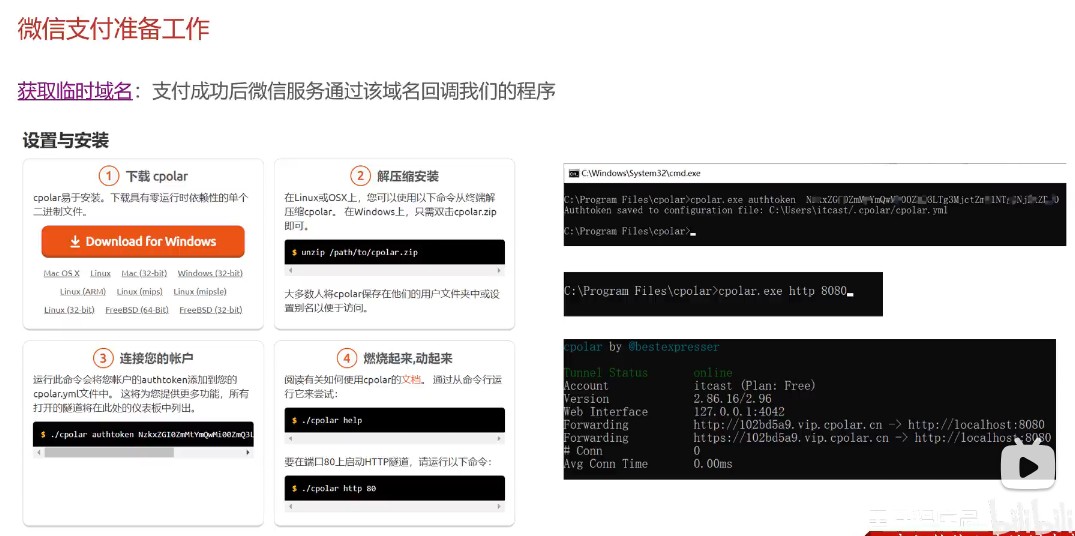 微信支付准备工作
获取临时域名：支付成功后微信服务通过该域名回调我们的程序
设置与安装
1 下载 cpolar
cpolar易于安装。下载具有零运行时依赖性的单个
二进制文件。
Download for Windows
Mac OS X Linux Mac (32-bit) Windows (32-bit)
Linux (ARM) Linux (mips) Linux (mipsle)
Linux (32-bit) FreeBSD (64-Bit) FreeBSD (32-bit)
2 解压缩安装
在Linux或OSX上，您可以使用以下命令从终端解
压缩cpolar。 在Windows上，只需双击cpolar.zip
即可。
$ unzip /path/to/cpolar.zip
大多数人将cpolar保存在他们的用户文件夹中或设
置别名以便于访问。
3 连接您的帐户
运行此命令会将您帐户的authtoken添加到您的
cpolar.yml文件中。 这将为您提供更多功能，所有
打开的隧道将在此处的仪表板中列出。
$ ./cpolar authtoken
4 燃烧起来,动起来
阅读有关如何使用cpolar的文档。 通过从命令行运
行它来尝试：
$ ./cpolar help
要在端口80上启动HTTP隧道，请运行以下命令：
$ ./cpolar http 80
C:\Windows\System32\cmd.exe
C:\Program Files\cpolar>cpolar.exe authtoken
Authtoken saved to configuration file: C:\Users\itcast/.cpolar/cpolar.yml
C:\Program Files\cpolar>
C:\Program Files\cpolar>cpolar.exe http 8080
cpolar by @bestexpresser
Tunnel Status online
Account itcast (Plan: Free)
Version 2.86.16/2.96
Web Interface 127.0.0.1:4042
Forwarding http://102bd5a9.vip.cpolar.cn -> http://localhost:8080
Forwarding https://102bd5a9.vip.cpolar.cn -> http://localhost:8080
# Conn 0
Avg Conn Time 0.00ms
bilibili